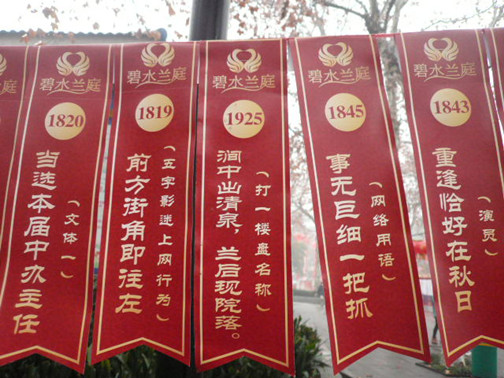 碧水兰庭
1820
当选本届中办主任
（文体一）
碧水兰庭
1819
前方街角即往左
（五字影迷上网行为）
碧水兰庭
1925
涧中出清泉，兰后现院落。
（打一楼盘名称）
碧水兰庭
1845
事无巨细一把抓
（网络用语）
碧水兰庭
1843
重逢恰好在秋日
（演员）